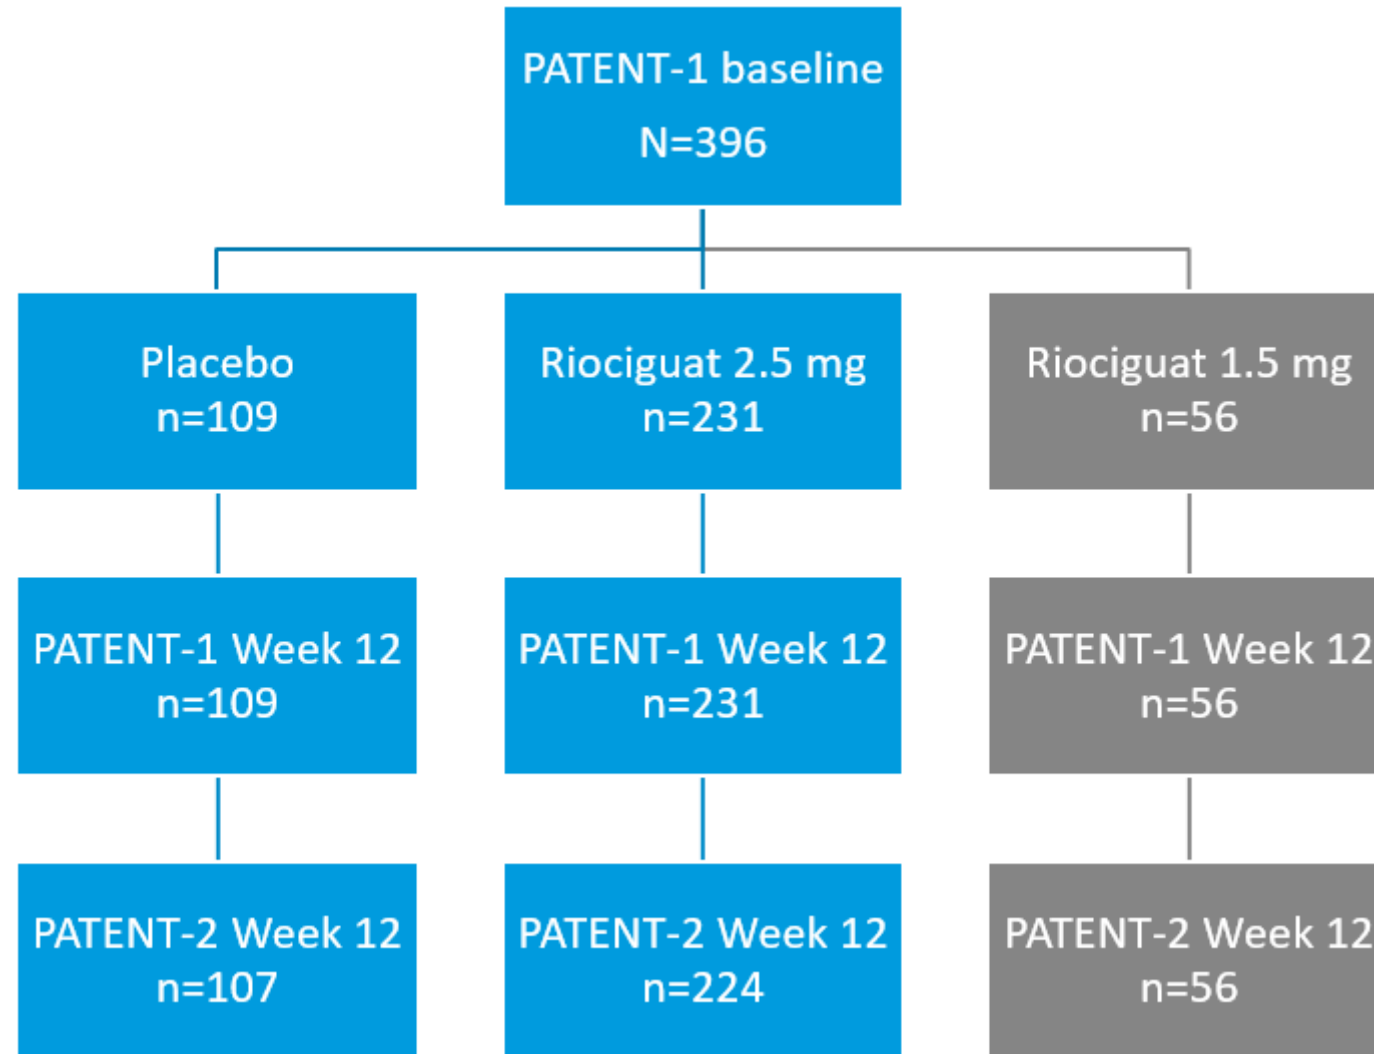 PATENT-1 baseline
N=396
Placebo
n=109
Riociguat 2.5 mg
n=231
Riociguat 1.5 mg
n=56
PATENT-1 Week 12
n=109
PATENT-1 Week 12
n=231
PATENT-1 Week 12
n=56
PATENT-2 Week 12
n=107
PATENT-2 Week 12
n=224
PATENT-2 Week 12
n=56